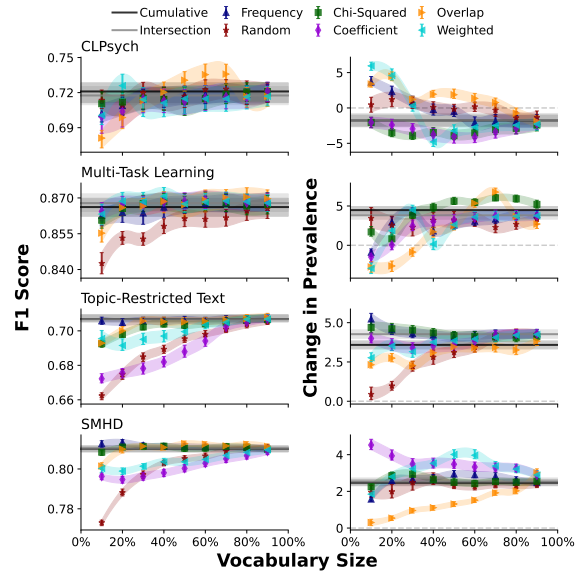 Cumulative Frequency Chi-Squared Overlap
Intersection Random Coefficient Weighted
CLPsych
0.75
0.72
0.69
5
0
−5
Multi-Task Learning
0.870
0.855
0.840
5
0
Topic-Restricted Text
0.70
0.68
0.66
5.0
2.5
0.0
SMHD
0.80
0.78
4
2
0
0% 20% 40% 60% 80% 100%
0% 20% 40% 60% 80% 100%
F1 Score
Change in Prevalence
Vocabulary Size